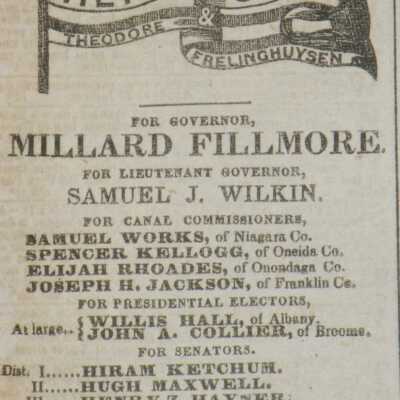 THEODORE & FRELINGHUYSEN
FOR GOVERNOR,
MILLARD FILLMORE.
FOR LIEUTENANT GOVERNOR,
SAMUEL J. WILKIN.
FOR CANAL COMMISSIONERS,
SAMUEL WORKS, of Niagara Co.
SPENCER KELLOGG, of Oneida Co.
ELIJAH RHOADES, of Onondaga Co.
JOSEPH H. JACKSON, of Franklin Co.
FOR PRESIDENTIAL ELECTORS,
At large.. { WILLIS HALL, of Albany.
JOHN A. COLLIER, of Broome.
FOR SENATORS.
Dist. I......HIRAM KETCHUM.
II......HUGH MAXWELL.
HENRY Z. HAYNER.